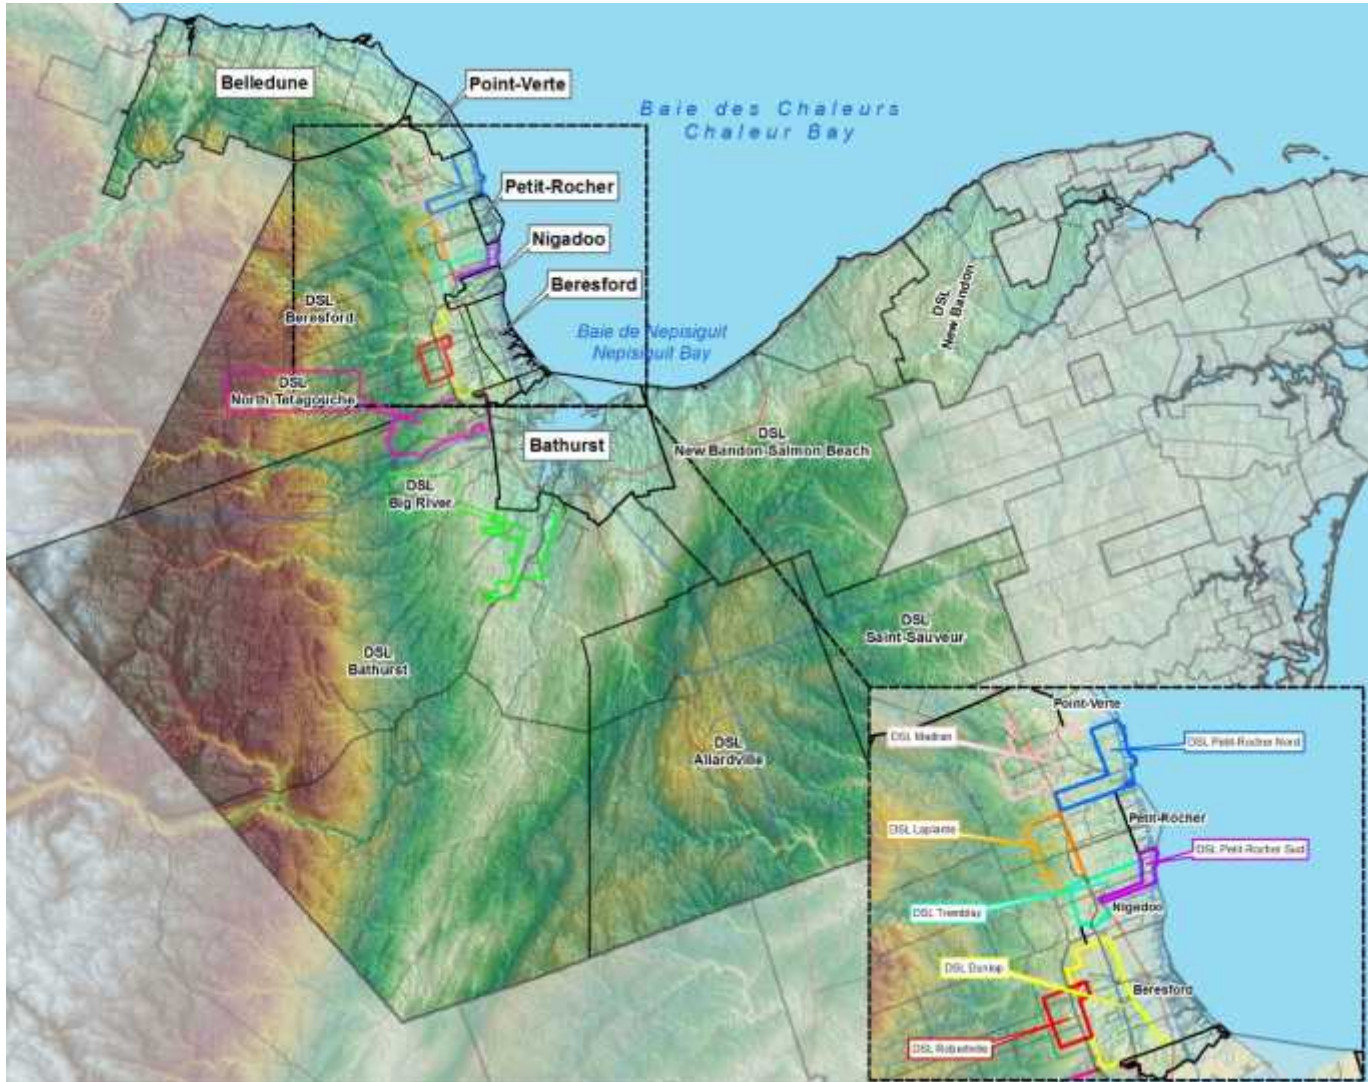 Belledune
Point-Verte
Baie des Chaleurs
Chaleur Bay
Petit-Rocher
Nigadoo
Beresford
DSL
Beresford
Baie de Nepisiguit
Nepisiguit Bay
DSL
New Bandon
DSL
North Tetagouche
Bathurst
DSL
New Bandon-Salmon Beach
DSL
Big River
DSL
Saint-Sauveur
DSL
Bathurst
DSL
Allardville
Point-Verte
DSL Madran
DSL Petit-Rocher Nord
Petit-Rocher
DSL Laplante
DSL Petit-Rocher Sud
DSL Tremblay
Nigadoo
DSL Dunlop
Beresford
DSL Robertville